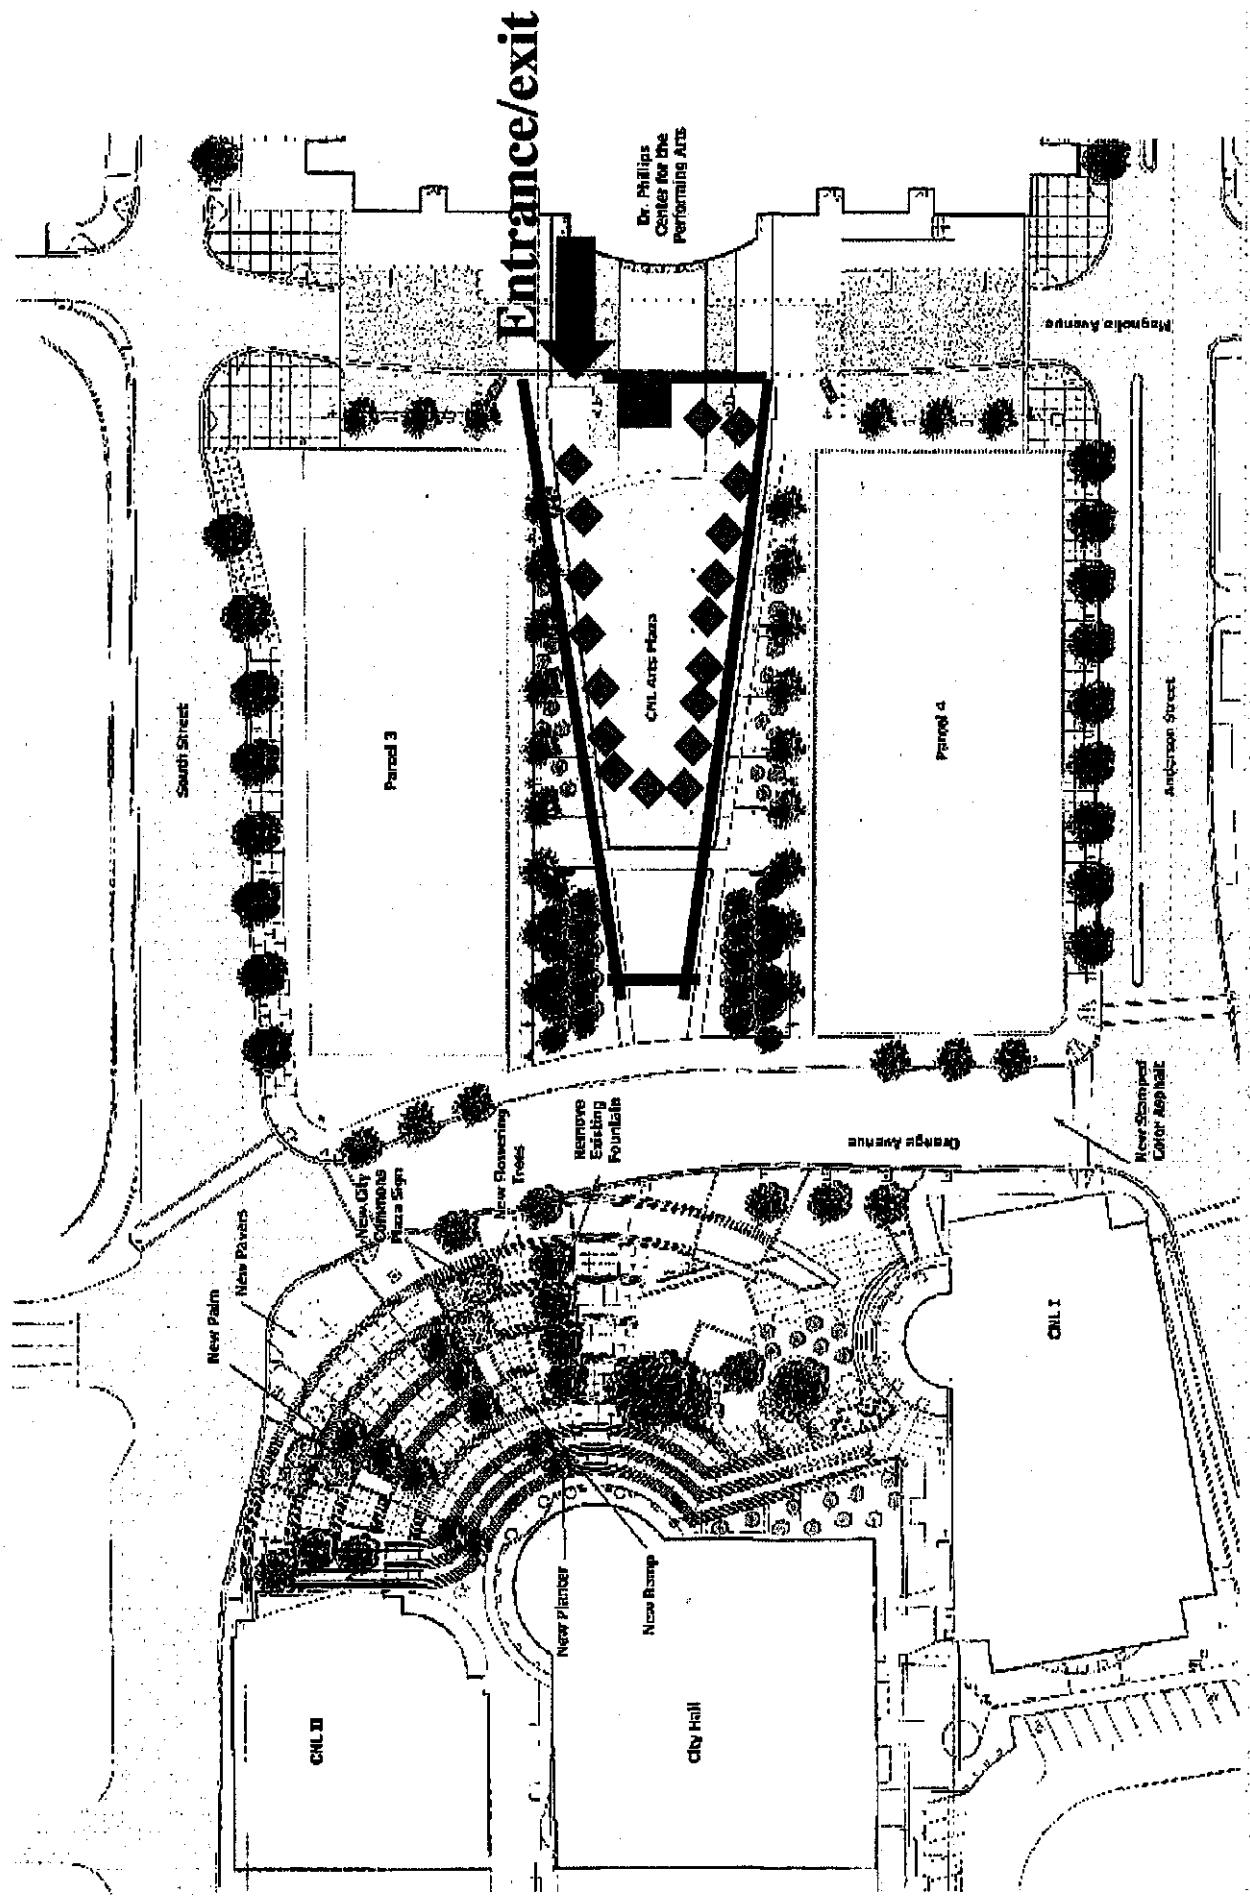 Entrance/exit
Dr. Phillips
Center for the
Performing Arts
Magnolia Avenue
South Street
Parcel 3
CNL Arts Plaza
Parcel 4
Anderson Street
New Palm
New Pavers
New City
Commons
Plaza Sign
New Flowering
Trees
Remove
Existing
Fountain
Orange Avenue
New Stamped
Color Asphalt
CNL I
New Planter
New Ramp
CNL II
City Hall